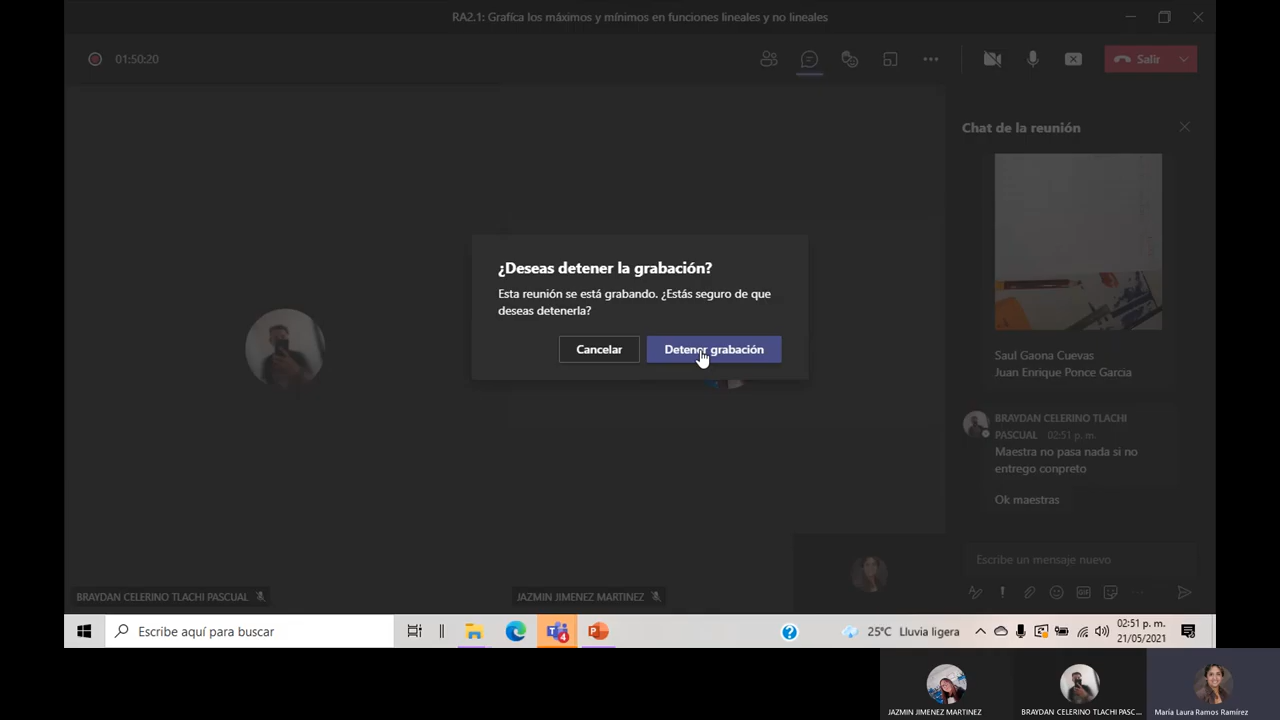 RA2.1: Grafíca los máximos y mínimos en funciones lineales y no lineales
01:50:20
Salir
Chat de la reunión
¿Deseas detener la grabación?
Esta reunión se está grabando. ¿Estás seguro de que
deseas detenerla?
Cancelar
Detener grabación
Saul Gaona Cuevas
Juan Enrique Ponce Garcia
BRAYDAN CELERINO TLACHI
PASCUAL 02:51 p. m.
Maestra no pasa nada si no
entrego conpreto
Ok maestras
Escribe un mensaje nuevo
GIF
BRAYDAN CELERINO TLACHI PASCUAL
JAZMIN JIMENEZ MARTINEZ
Escribe aquí para buscar
4
25°C Lluvia ligera
02:51 p. m.
21/05/2021
JAZMIN JIMENEZ MARTINEZ
BRAYDAN CELERINO TLACHI PASC...
María Laura Ramos Ramírez